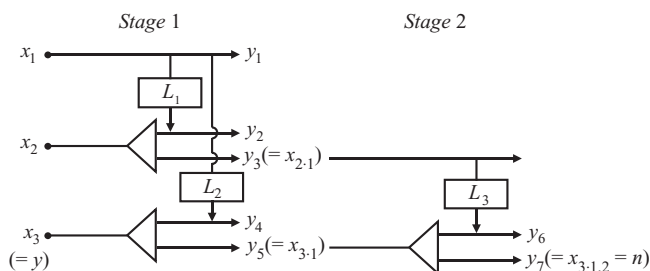 Stage 1
Stage 2
x₁
y₁
L₁
x₂
y₂
y₃(= x₂.₁)
L₂
L₃
x₃
(= y)
y₄
y₅(= x₃.₁)
y₆
y₇(= x₃.₁.₂ = n)